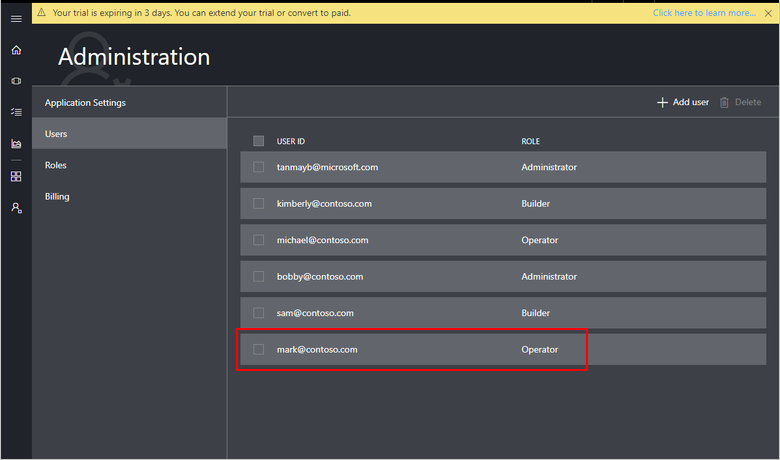 Your trial is expiring in 3 days. You can extend your trial or convert to paid. Click here to learn more...
Administration
Application Settings
Users
Roles
Billing
Add user Delete
USER ID ROLE
tanmayb@microsoft.com Administrator
kimberly@contoso.com Builder
michael@contoso.com Operator
bobby@contoso.com Administrator
sam@contoso.com Builder
mark@contoso.com Operator